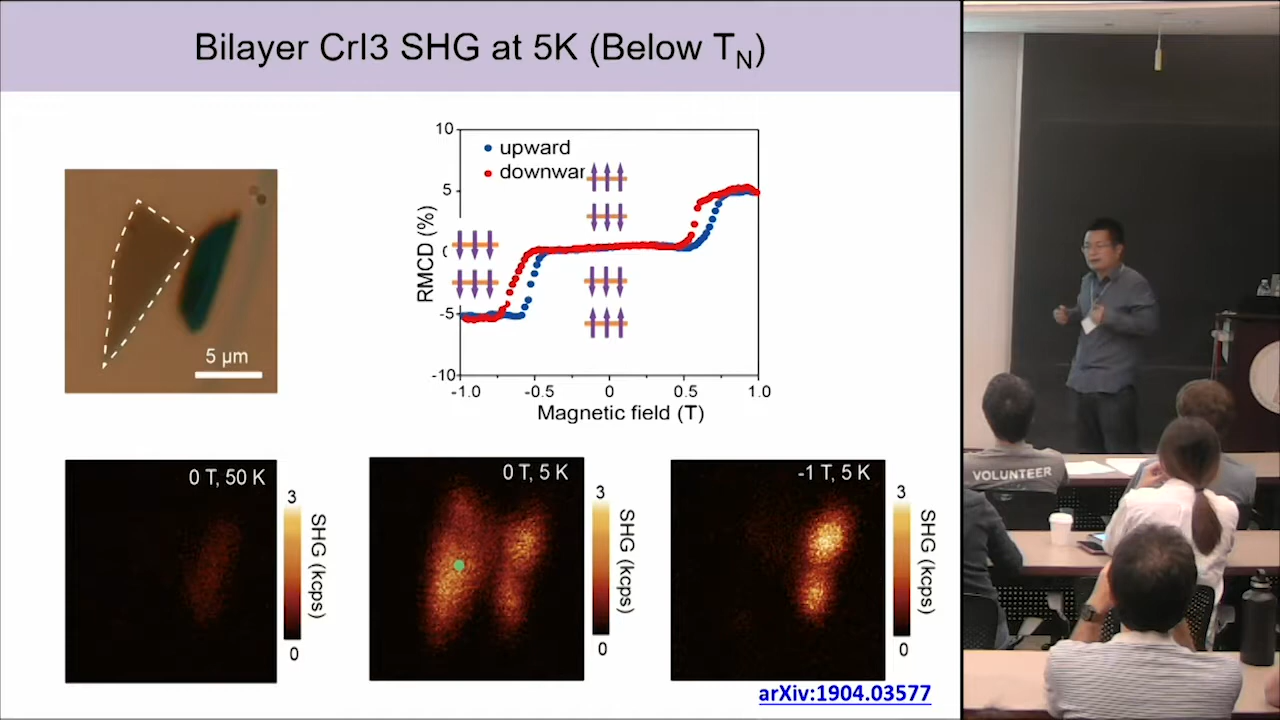 Bilayer CrI3 SHG at 5K (Below TN)
5 µm
10
5
0
-5
-10
RMCD (%)
upward
downwar
-1.0
-0.5
0
0.5
1.0
Magnetic field (T)
0 T, 50 K
3
SHG (kcps)
0
0 T, 5 K
3
SHG (kcps)
0
-1 T, 5 K
3
SHG (kcps)
0
arXiv:1904.03577
VOLUNTEER